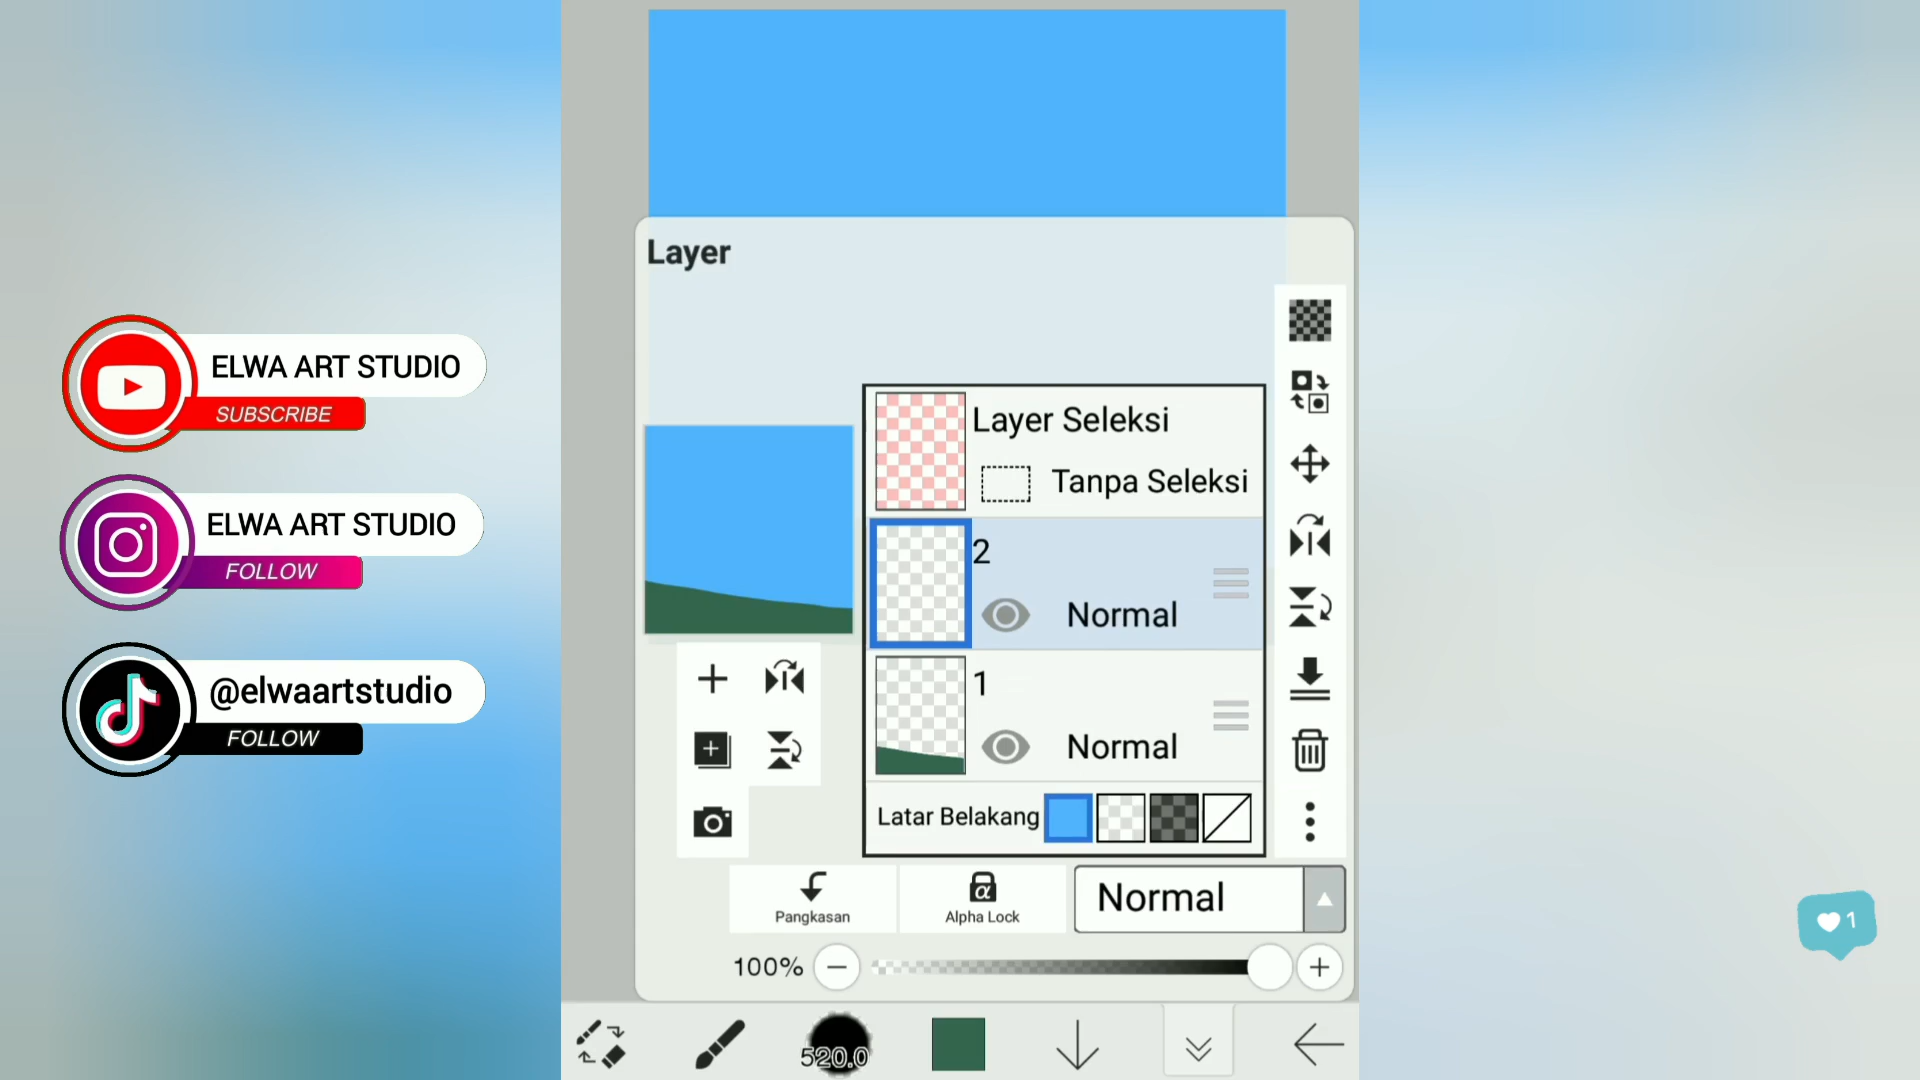 ELWA ART STUDIO
SUBSCRIBE
ELWA ART STUDIO
FOLLOW
@elwaartstudio
FOLLOW
Layer
Layer Seleksi
Tanpa Seleksi
2
Normal
1
Normal
Latar Belakang
Pangkasan
α
Alpha Lock
Normal
100%
520.0
1